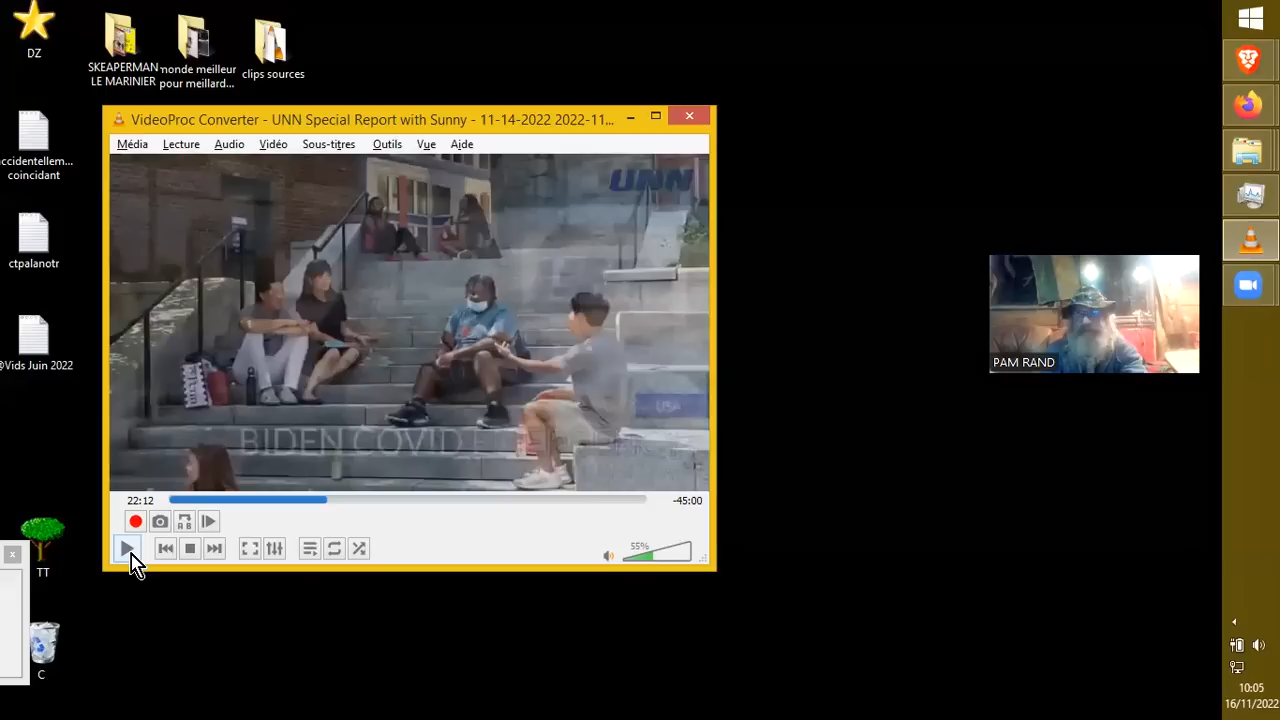 DZ
SKEAPERMAN
LE MARINIER
monde meilleur
pour meillard...
clips sources
ccidentellem...
coincidant
ctpalanotr
@Vids Juin 2022
TT
C
VideoProc Converter - UNN Special Report with Sunny - 11-14-2022 2022-11...
Média Lecture Audio Vidéo Sous-titres Outils Vue Aide
UNN
USA
BIDEN COVID
22:12
-45:00
A B
55%
PAM RAND
10:05
16/11/2022